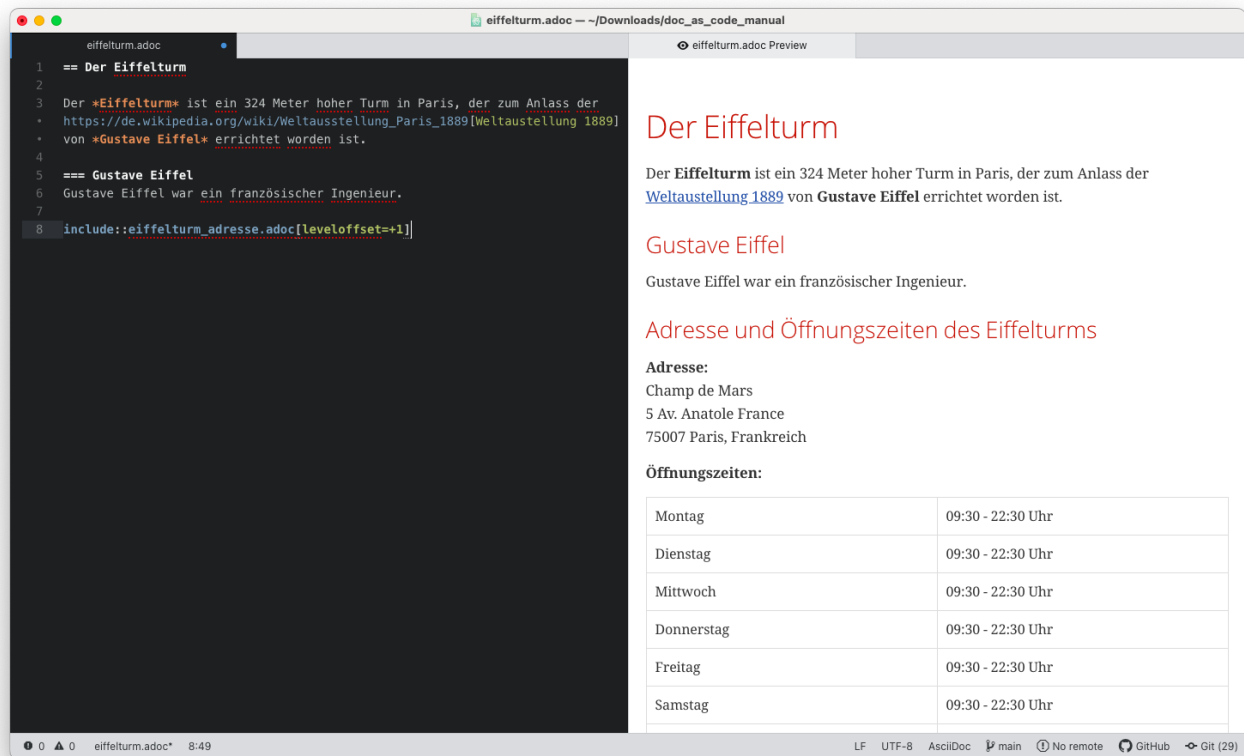 eiffelturm.adoc — ~/Downloads/doc_as_code_manual
eiffelturm.adoc
eiffelturm.adoc Preview
1 == Der Eiffelturm
2
3 Der *Eiffelturm* ist ein 324 Meter hoher Turm in Paris, der zum Anlass der
• https://de.wikipedia.org/wiki/Weltausstellung_Paris_1889[Weltaustellung 1889]
• von *Gustave Eiffel* errichtet worden ist.
4
5 === Gustave Eiffel
6 Gustave Eiffel war ein französischer Ingenieur.
7
8 include::eiffelturm_adresse.adoc[leveloffset=+1]
Der Eiffelturm
Der Eiffelturm ist ein 324 Meter hoher Turm in Paris, der zum Anlass der
Weltaustellung 1889 von Gustave Eiffel errichtet worden ist.
Gustave Eiffel
Gustave Eiffel war ein französischer Ingenieur.
Adresse und Öffnungszeiten des Eiffelturms
Adresse:
Champ de Mars
5 Av. Anatole France
75007 Paris, Frankreich
Öffnungszeiten:
Montag 09:30 - 22:30 Uhr
Dienstag 09:30 - 22:30 Uhr
Mittwoch 09:30 - 22:30 Uhr
Donnerstag 09:30 - 22:30 Uhr
Freitag 09:30 - 22:30 Uhr
Samstag 09:30 - 22:30 Uhr
0 0 eiffelturm.adoc* 8:49 LF UTF-8 AsciiDoc main No remote GitHub Git (29)